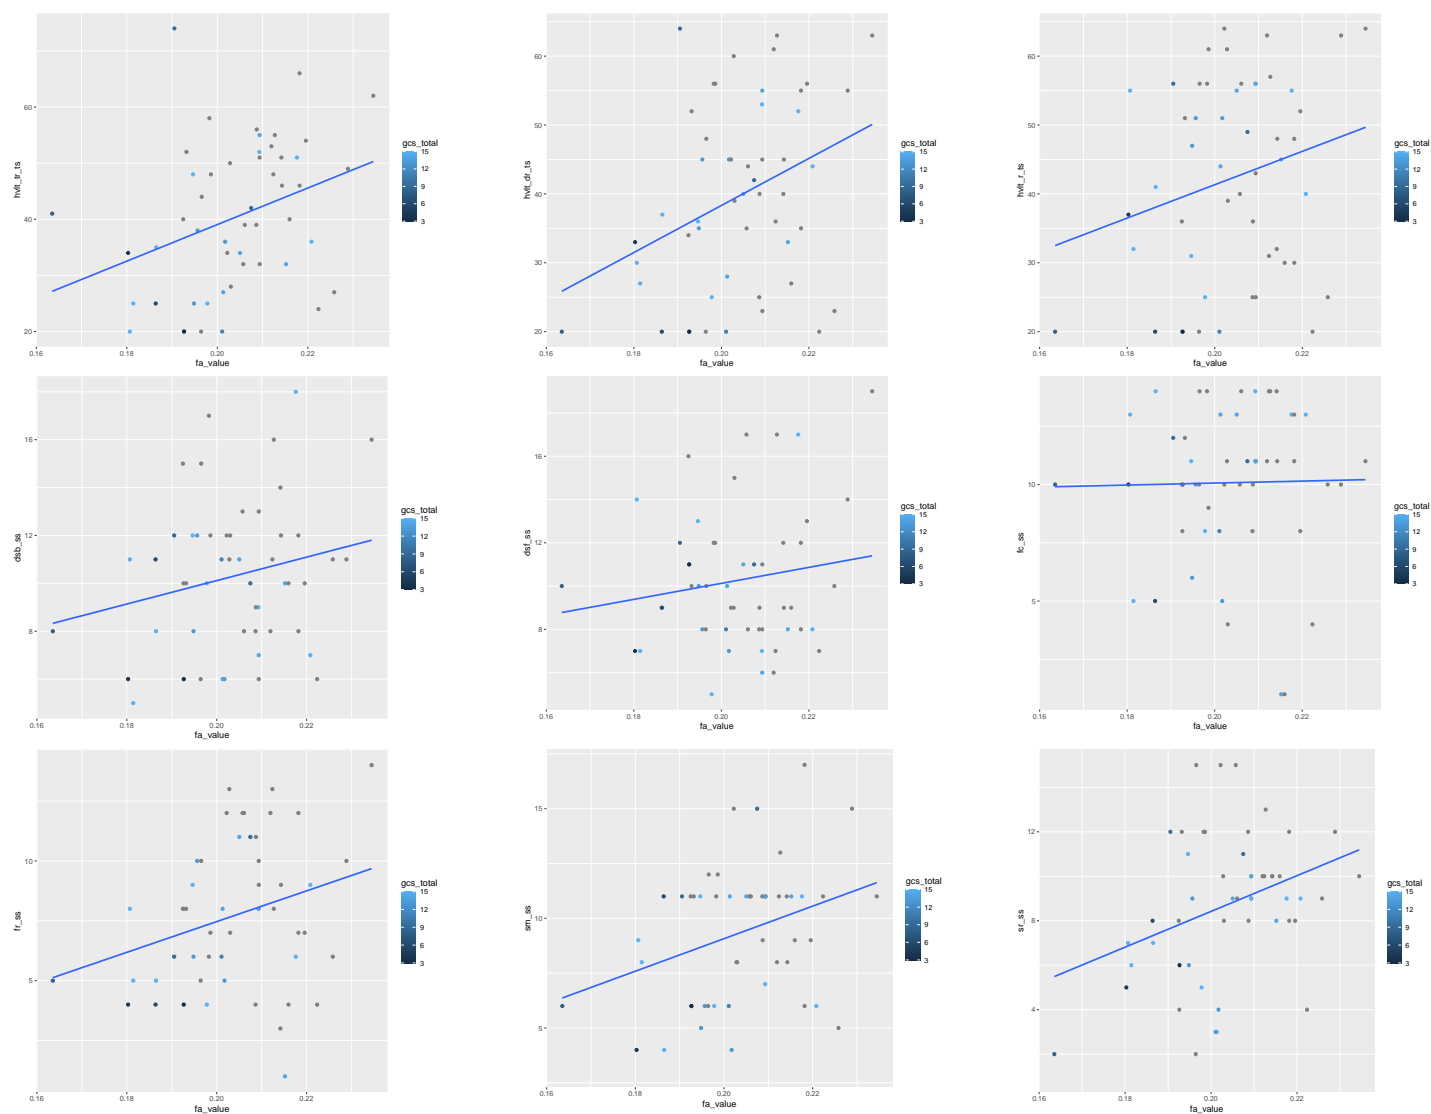 60
40
20
hvlt_tr_ts
0.16 0.18 0.20 0.22
fa_value
gcs_total
15
12
9
6
3
60
50
40
30
20
hvlt_dr_ts
0.16 0.18 0.20 0.22
fa_value
gcs_total
15
12
9
6
3
60
50
40
30
20
hvlt_r_ts
0.16 0.18 0.20 0.22
fa_value
gcs_total
15
12
9
6
3
16
12
8
dsb_ss
0.16 0.18 0.20 0.22
fa_value
gcs_total
15
12
9
6
3
16
12
8
dsf_ss
0.16 0.18 0.20 0.22
fa_value
gcs_total
15
12
9
6
3
10
5
fc_ss
0.16 0.18 0.20 0.22
fa_value
gcs_total
15
12
9
6
3
10
5
fr_ss
0.16 0.18 0.20 0.22
fa_value
gcs_total
15
12
9
6
3
15
10
5
sm_ss
0.16 0.18 0.20 0.22
fa_value
gcs_total
15
12
9
6
3
12
8
4
sr_ss
0.16 0.18 0.20 0.22
fa_value
gcs_total
15
12
9
6
3